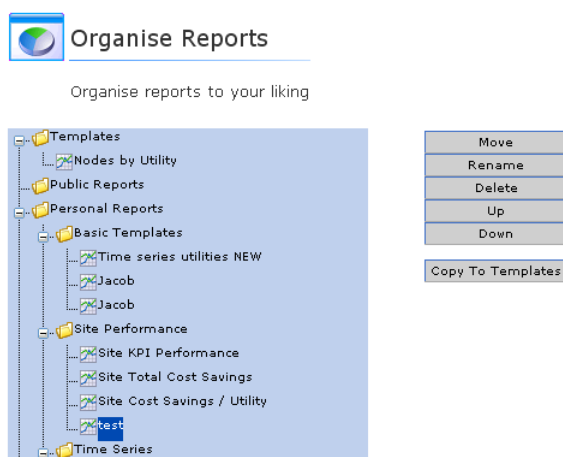 Organise Reports
Organise reports to your liking
Templates
Nodes by Utility
Public Reports
Personal Reports
Basic Templates
Time series utilities NEW
Jacob
Jacob
Site Performance
Site KPI Performance
Site Total Cost Savings
Site Cost Savings / Utility
test
Time Series
Move
Rename
Delete
Up
Down
Copy To Templates